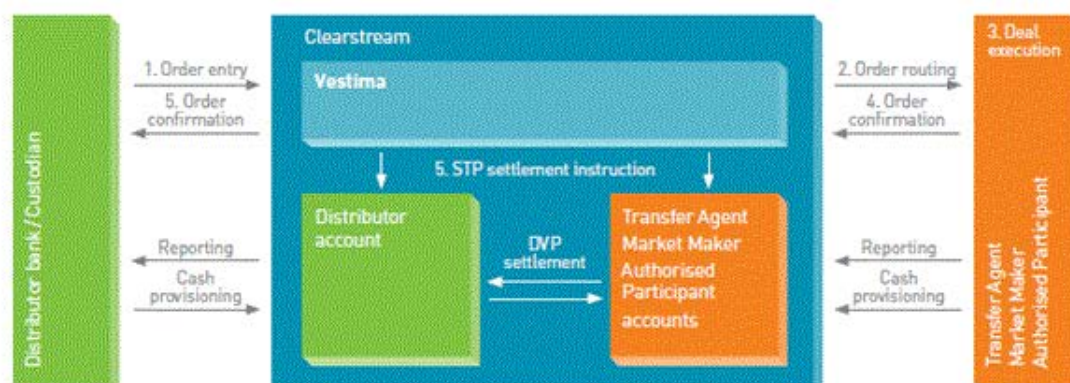 Distributor bank/Custodian
1. Order entry
5. Order
confirmation
Reporting
Cash
provisioning
Clearstream
Vestima
5. STP settlement instruction
Distributor
account
DVP
settlement
Transfer Agent
Market Maker
Authorised
Participant
accounts
2. Order routing
4. Order
confirmation
Reporting
Cash
provisioning
3. Deal
execution
Transfer Agent
Market Maker
Authorised Participant